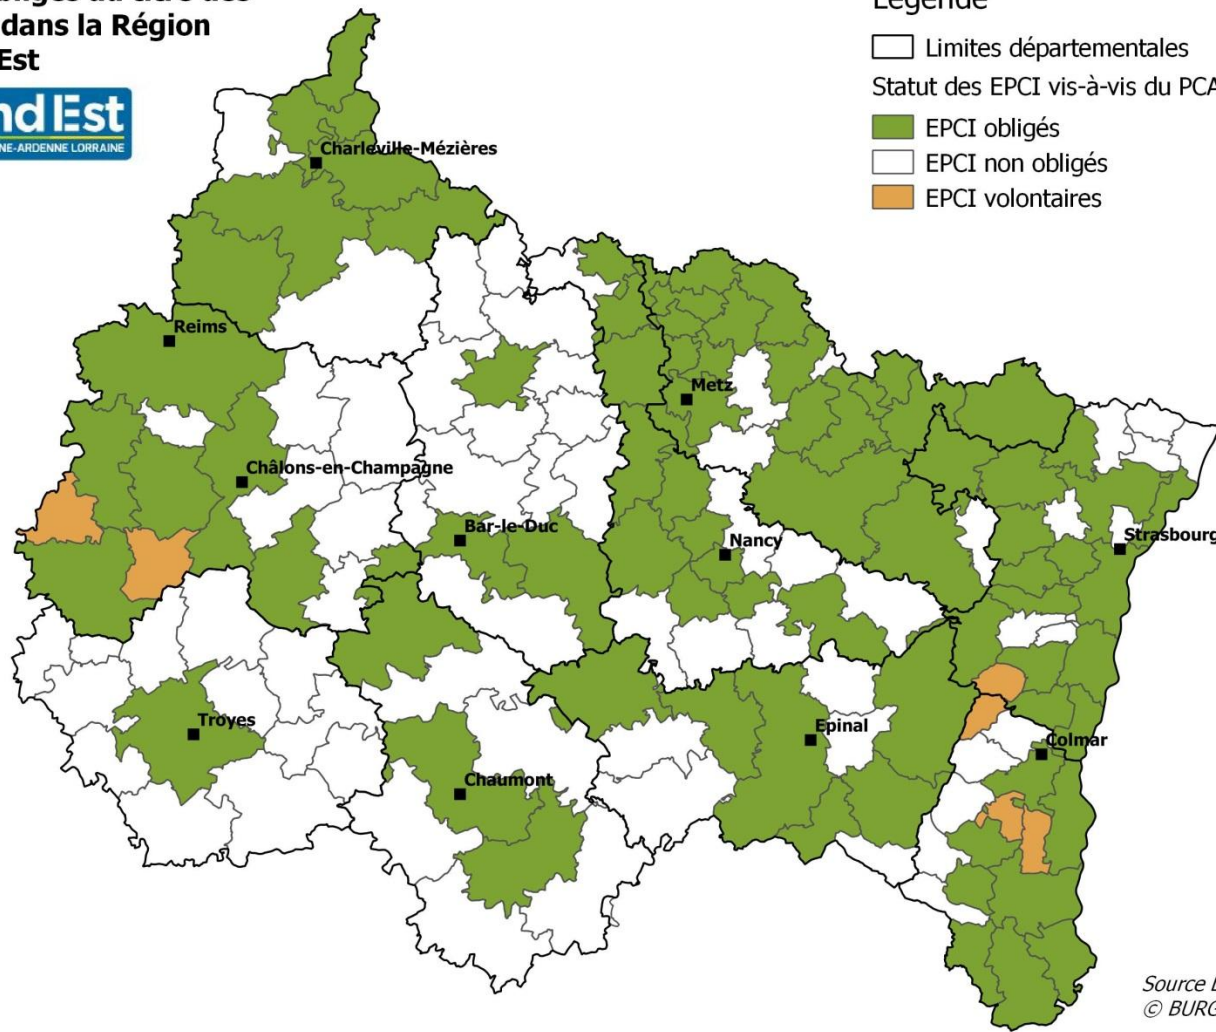 dans la Région
Est
nd Est
NE-ARDENNE LORRAINE
Légende
Limites départementales
Statut des EPCI vis-à-vis du PCA
EPCI obligés
EPCI non obligés
EPCI volontaires
Charleville-Mézières
Reims
Metz
Châlons-en-Champagne
Bar-le-Duc
Nancy
Strasbourg
Troyes
Epinal
Colmar
Chaumont
Source
© BURG